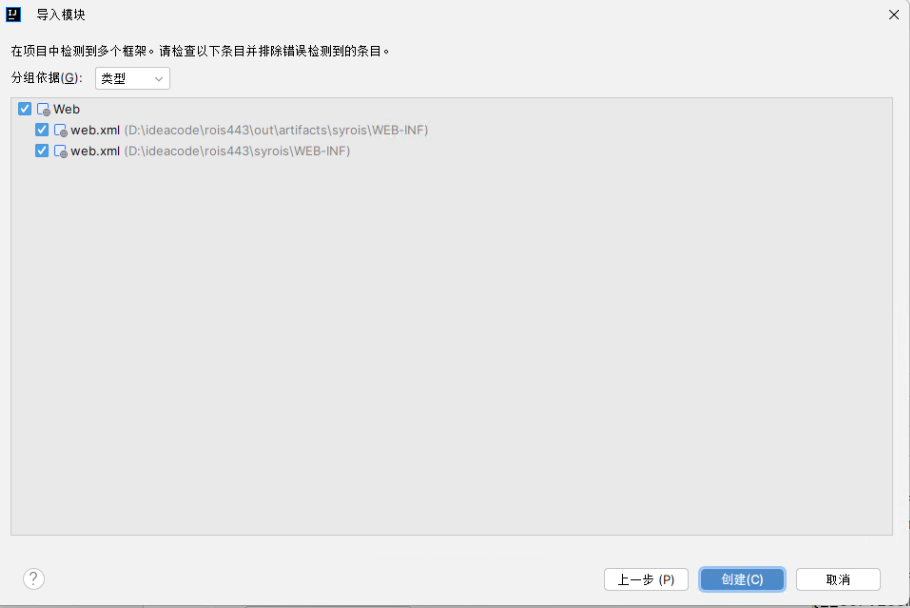 导入模块
在项目中检测到多个框架。请检查以下条目并排除错误检测到的条目。
分组依据(G): 类型
Web
web.xml (D:\ideacode\rois443\out\artifacts\syrois\WEB-INF)
web.xml (D:\ideacode\rois443\syrois\WEB-INF)
? 上一步 (P) 创建(C) 取消